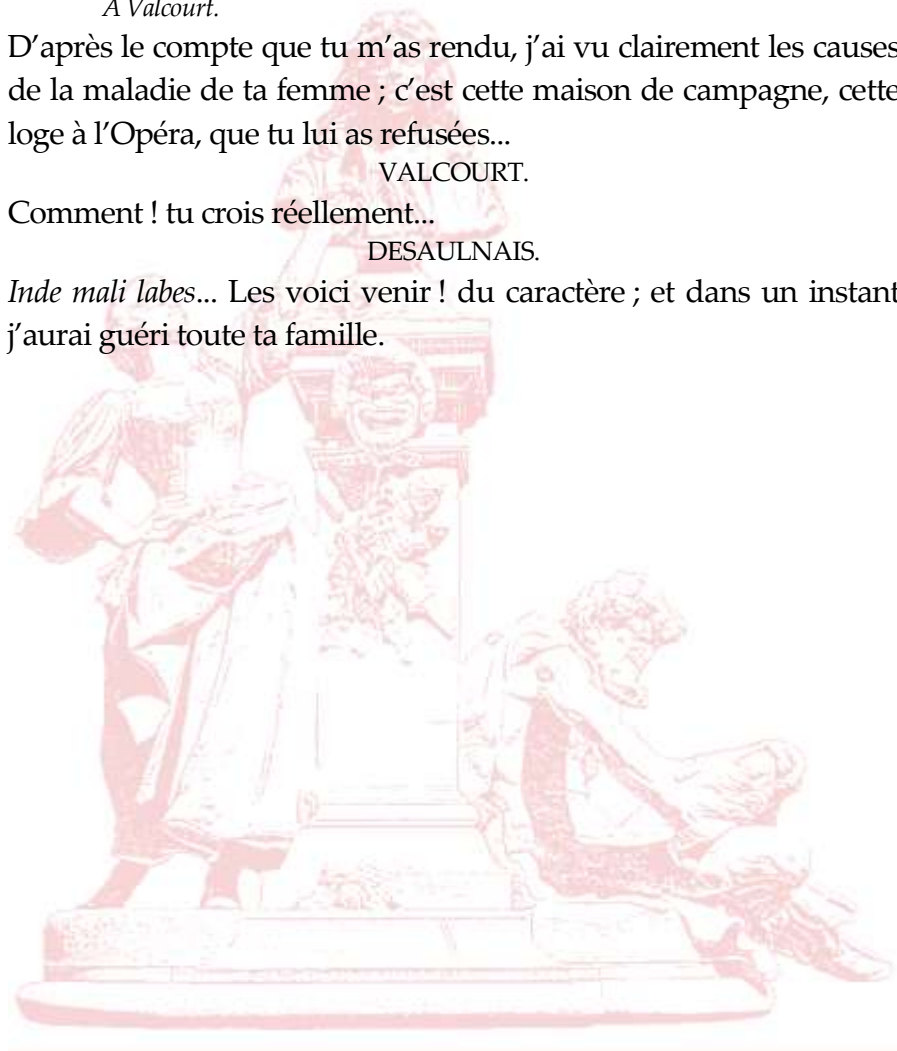 À Valcourt.
D’après le compte que tu m’as rendu, j’ai vu clairement les causes
de la maladie de ta femme ; c’est cette maison de campagne, cette
loge à l’Opéra, que tu lui as refusées...
VALCOURT.
Comment ! tu crois réellement...
DESAULNAIS.
Inde mali labes... Les voici venir ! du caractère ; et dans un instant
j’aurai guéri toute ta famille.